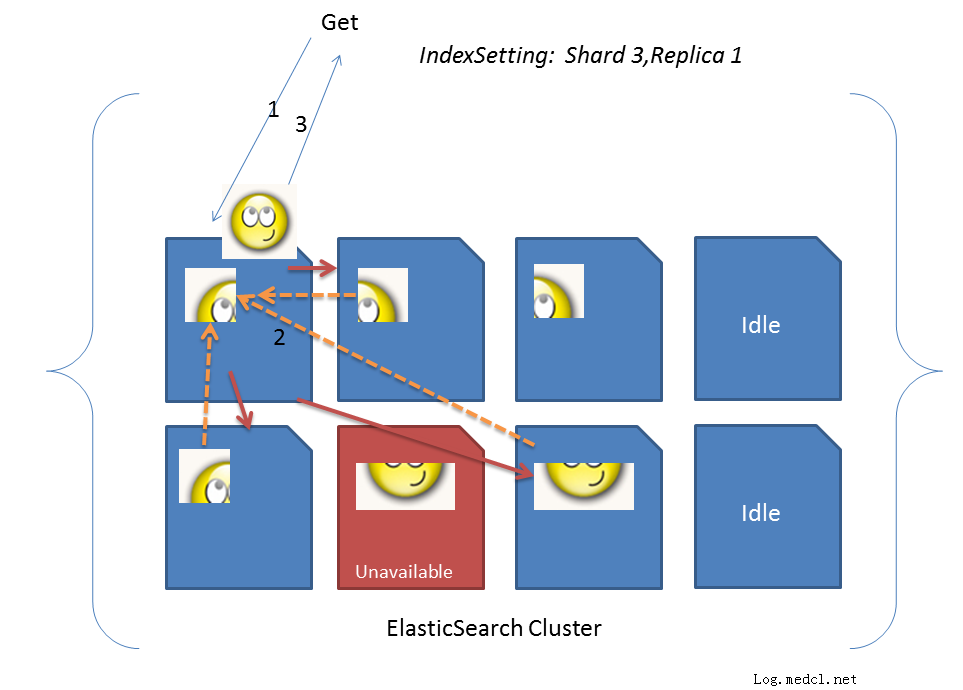 Get
IndexSetting: Shard 3,Replica 1
1
3
2
Idle
Unavailable
Idle
ElasticSearch Cluster
Log.medcl.net